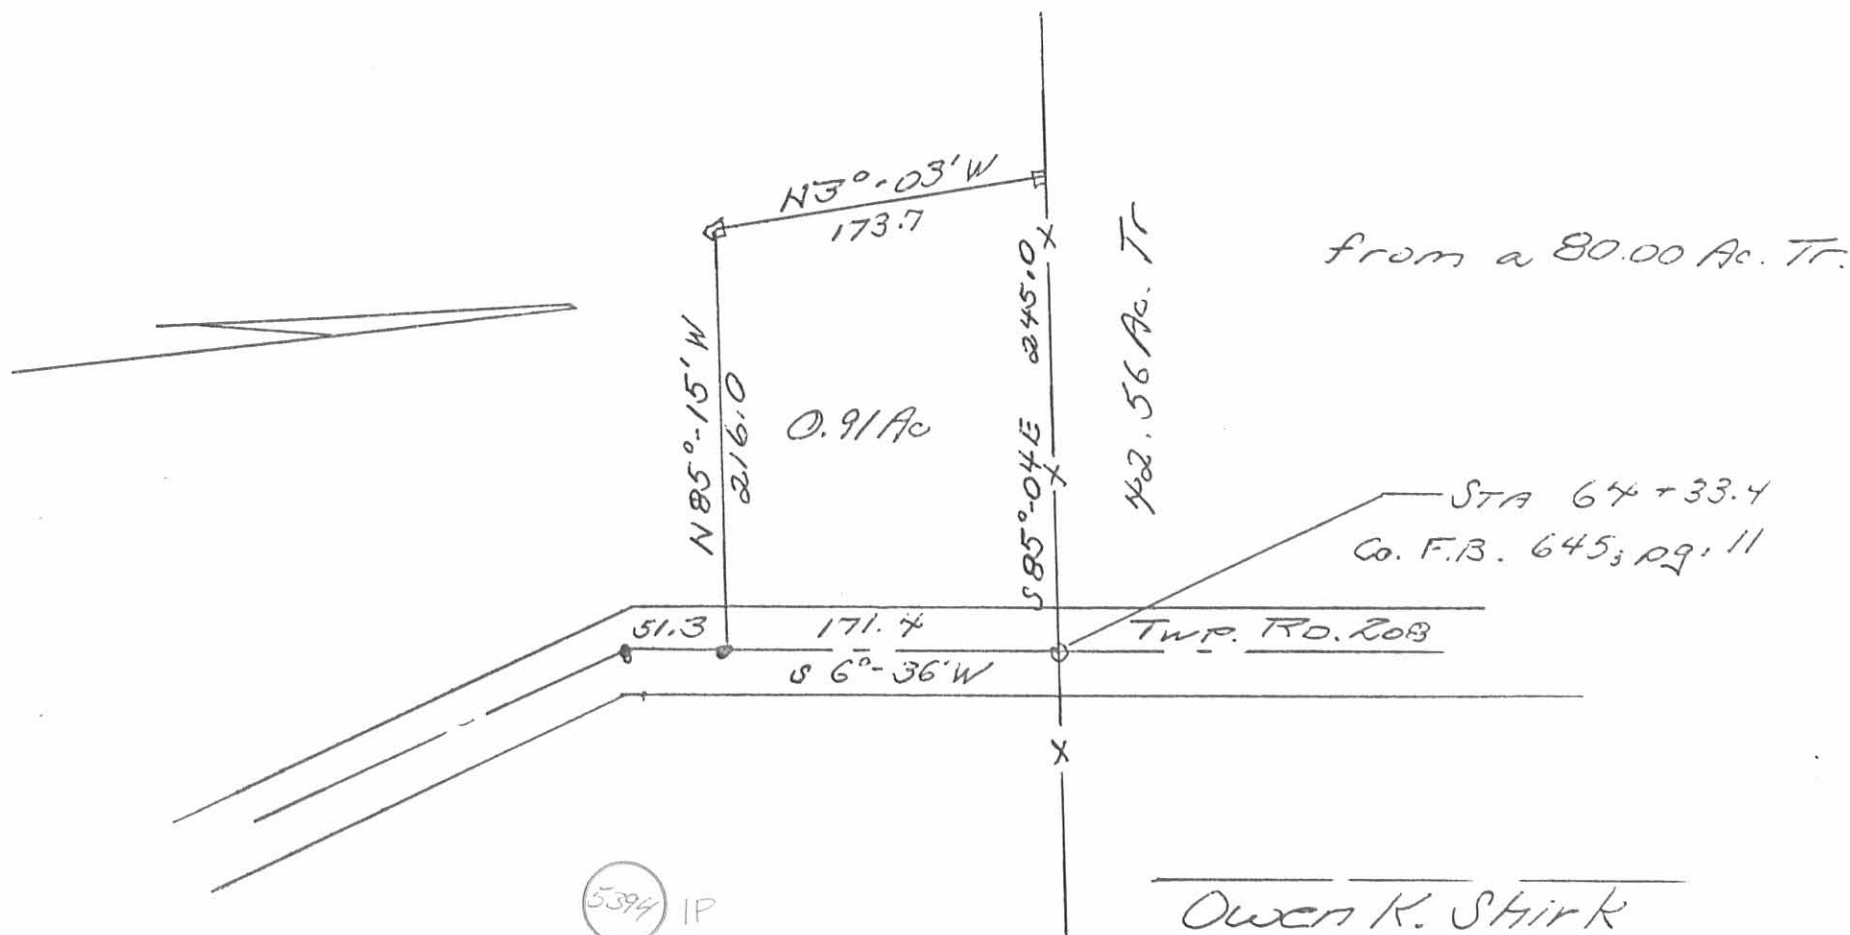 N3°-03'W
173.7
from a 80.00 Ac. Tr.
N85°-15'W
216.0
0.91Ac
S85°-04E 245.0
X
X
42.56 Ac. Tr
STA 64+33.4
Co. F.B. 645; pg. 11
51.3
171.4
Twp. RD. 208
S 6°-36'W
X
5394 IP
Owen K. Shirk